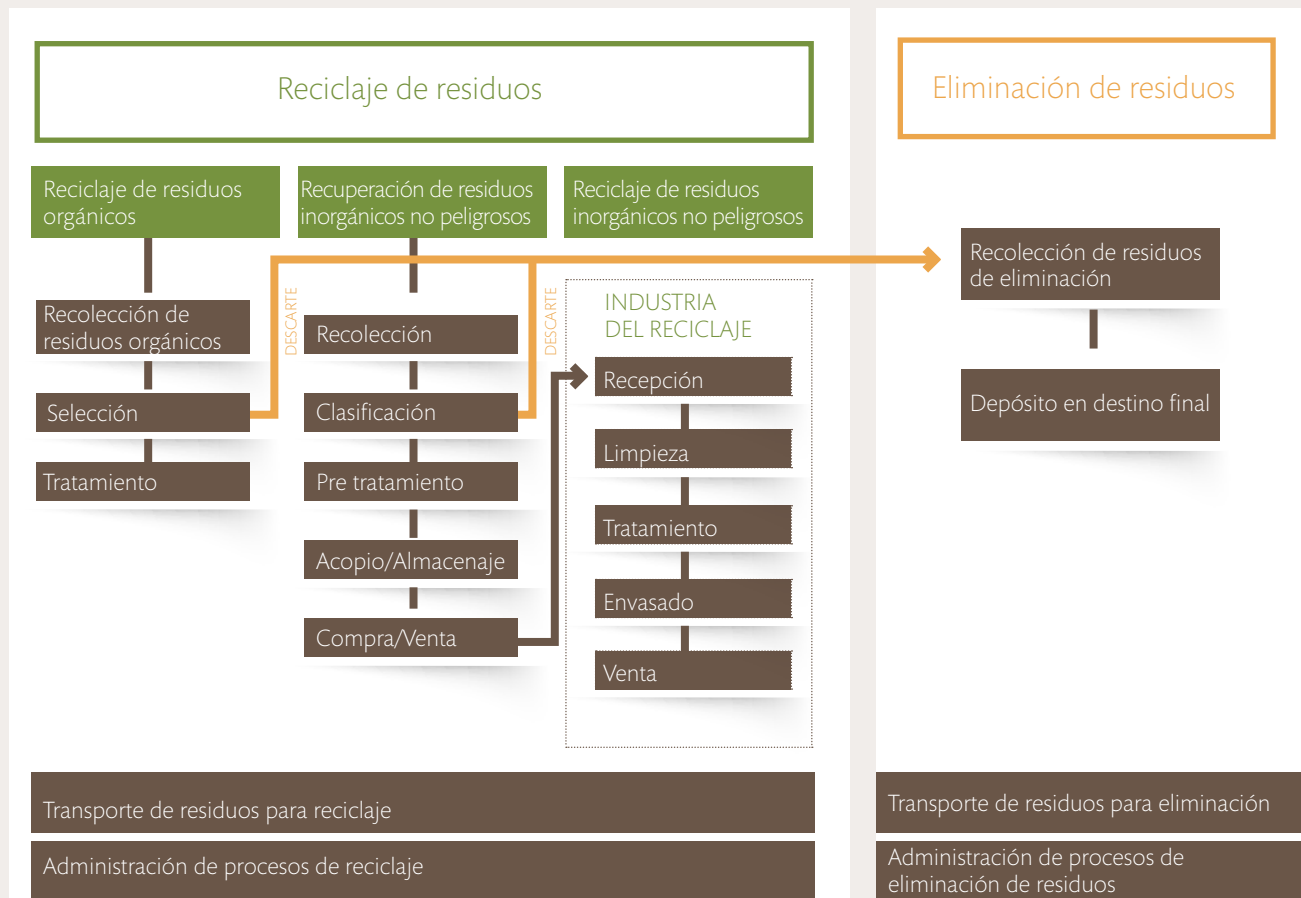 Reciclaje de residuos
Eliminación de residuos
Reciclaje de residuos
orgánicos
Recuperación de residuos
inorgánicos no peligrosos
Reciclaje de residuos
inorgánicos no peligrosos
Recolección de
residuos orgánicos
Selección
Tratamiento
DESCARTE
Recolección
Clasificación
Pre tratamiento
Acopio/Almacenaje
Compra/Venta
DESCARTE
INDUSTRIA
DEL RECICLAJE
Recepción
Limpieza
Tratamiento
Envasado
Venta
Recolección de residuos
de eliminación
Depósito en destino final
Transporte de residuos para reciclaje
Administración de procesos de reciclaje
Transporte de residuos para eliminación
Administración de procesos de
eliminación de residuos